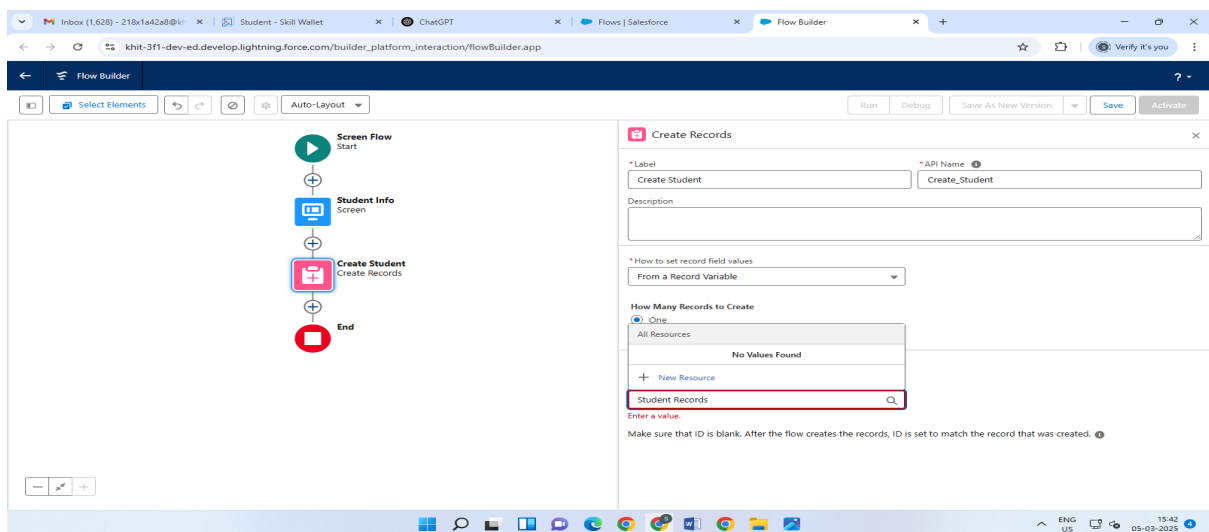 Inbox (1,628) - 218x1a42a8@kh
Student - Skill Wallet
ChatGPT
Flows | Salesforce
Flow Builder
khit-3f1-dev-ed.develop.lightning.force.com/builder_platform_interaction/flowBuilder.app
Verify it's you
Flow Builder
?
Select Elements
Auto-Layout
Run
Debug
Save As New Version
Save
Activate
Screen Flow
Start
Student Info
Screen
Create Student
Create Records
End
Create Records
*Label
*API Name
Create Student
Create_Student
Description
*How to set record field values
From a Record Variable
How Many Records to Create
One
All Resources
No Values Found
New Resource
Student Records
Enter a value.
Make sure that ID is blank. After the flow creates the records, ID is set to match the record that was created.
ENG
US
15:42
05-03-2025
4